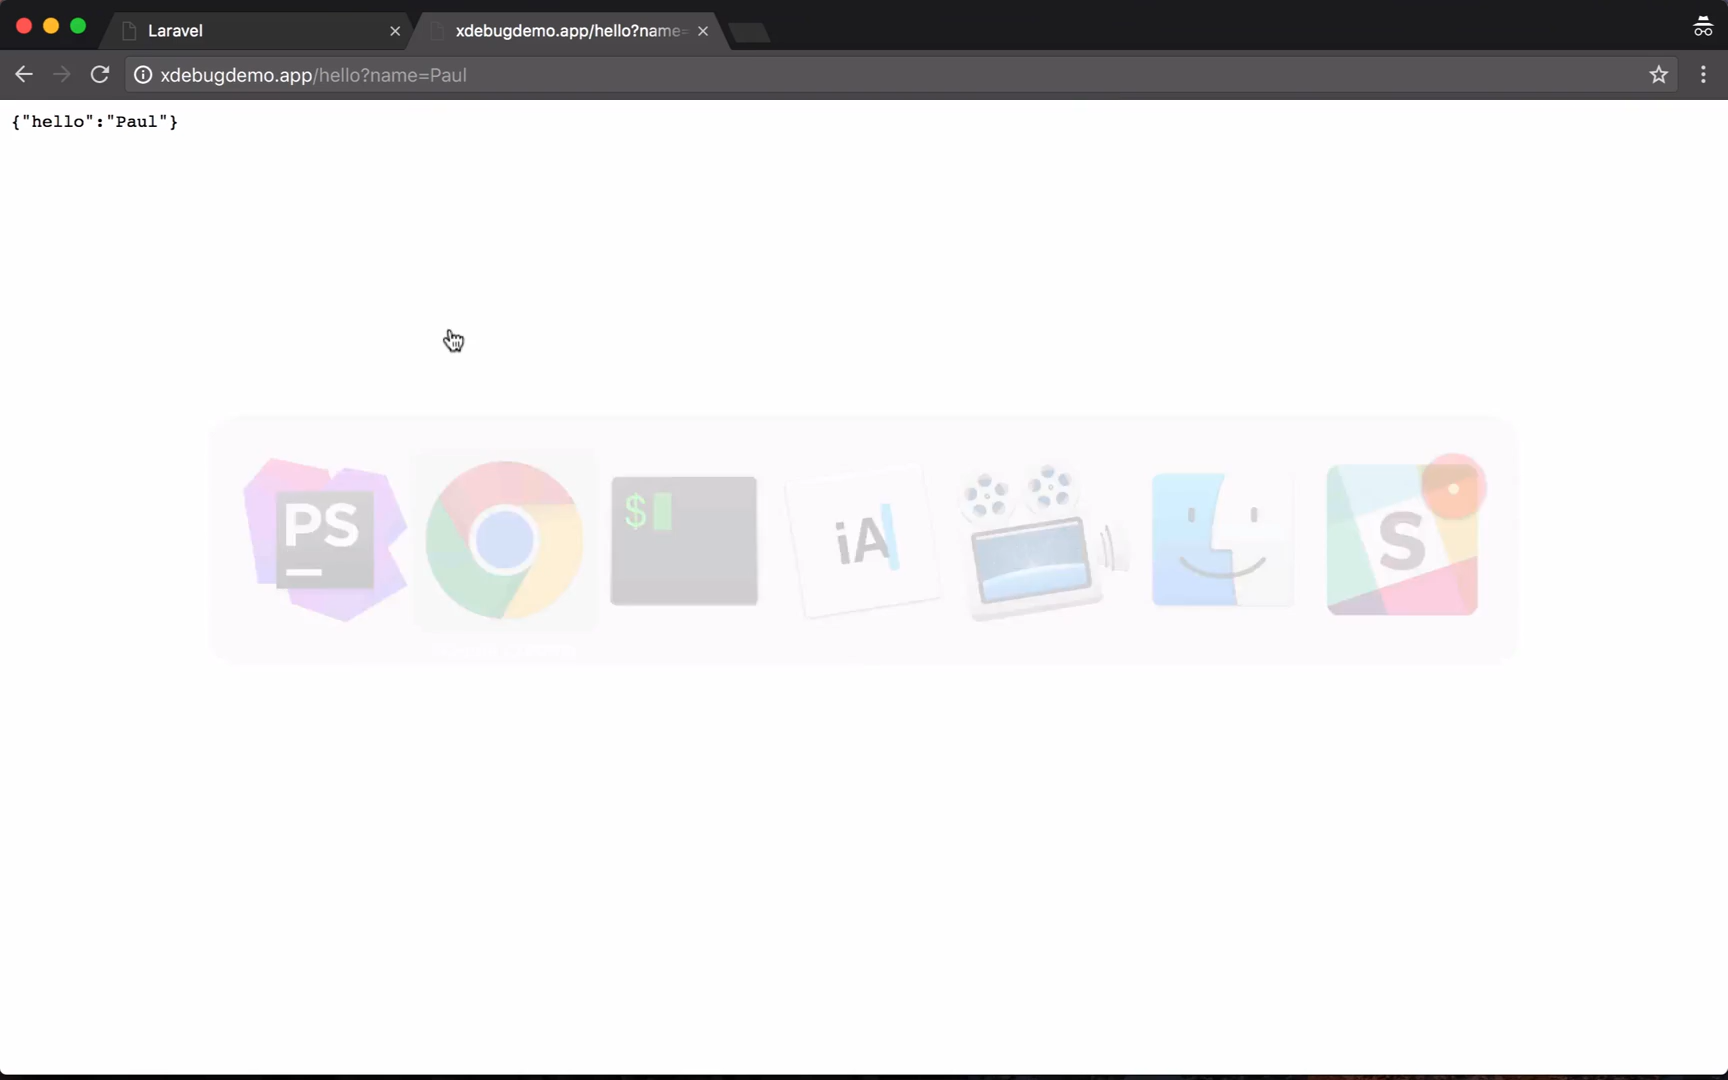 Laravel
xdebugdemo.app/hello?name=
xdebugdemo.app/hello?name=Paul
{"hello":"Paul"}
PS
$
iA
S